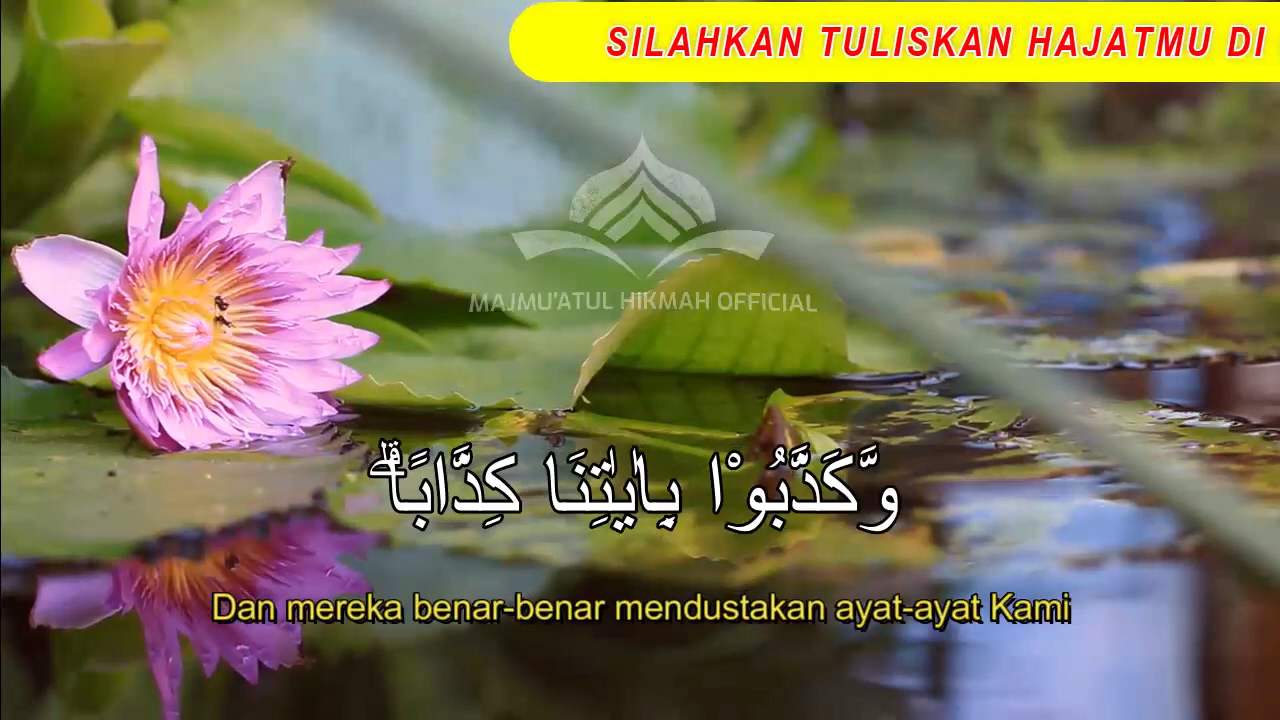 SILAHKAN TULISKAN HAJATMU DI
MAJMU'ATUL HIKMAH OFFICIAL
وَّكَذَّبُوْا بِاٰيٰتِنَا كِذَّابًاۗ
Dan mereka benar-benar mendustakan ayat-ayat Kami